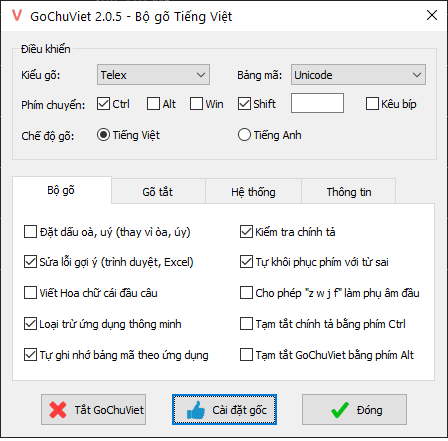 GoChuViet 2.0.5 - Bộ gõ Tiếng Việt
Điều khiển
Kiểu gõ: Telex Bảng mã: Unicode
Phím chuyển: Ctrl Alt Win Shift Kêu bíp
Chế độ gõ: Tiếng Việt Tiếng Anh
Bộ gõ Gõ tắt Hệ thống Thông tin
Đặt dấu oà, uý (thay vì òa, úy) Kiểm tra chính tả
Sửa lỗi gợi ý (trình duyệt, Excel) Tự khôi phục phím với từ sai
Viết Hoa chữ cái đầu câu Cho phép "z w j f" làm phụ âm đầu
Loại trừ ứng dụng thông minh Tạm tắt chính tả bằng phím Ctrl
Tự ghi nhớ bảng mã theo ứng dụng Tạm tắt GoChuViet bằng phím Alt
Tắt GoChuViet Cài đặt gốc Đóng